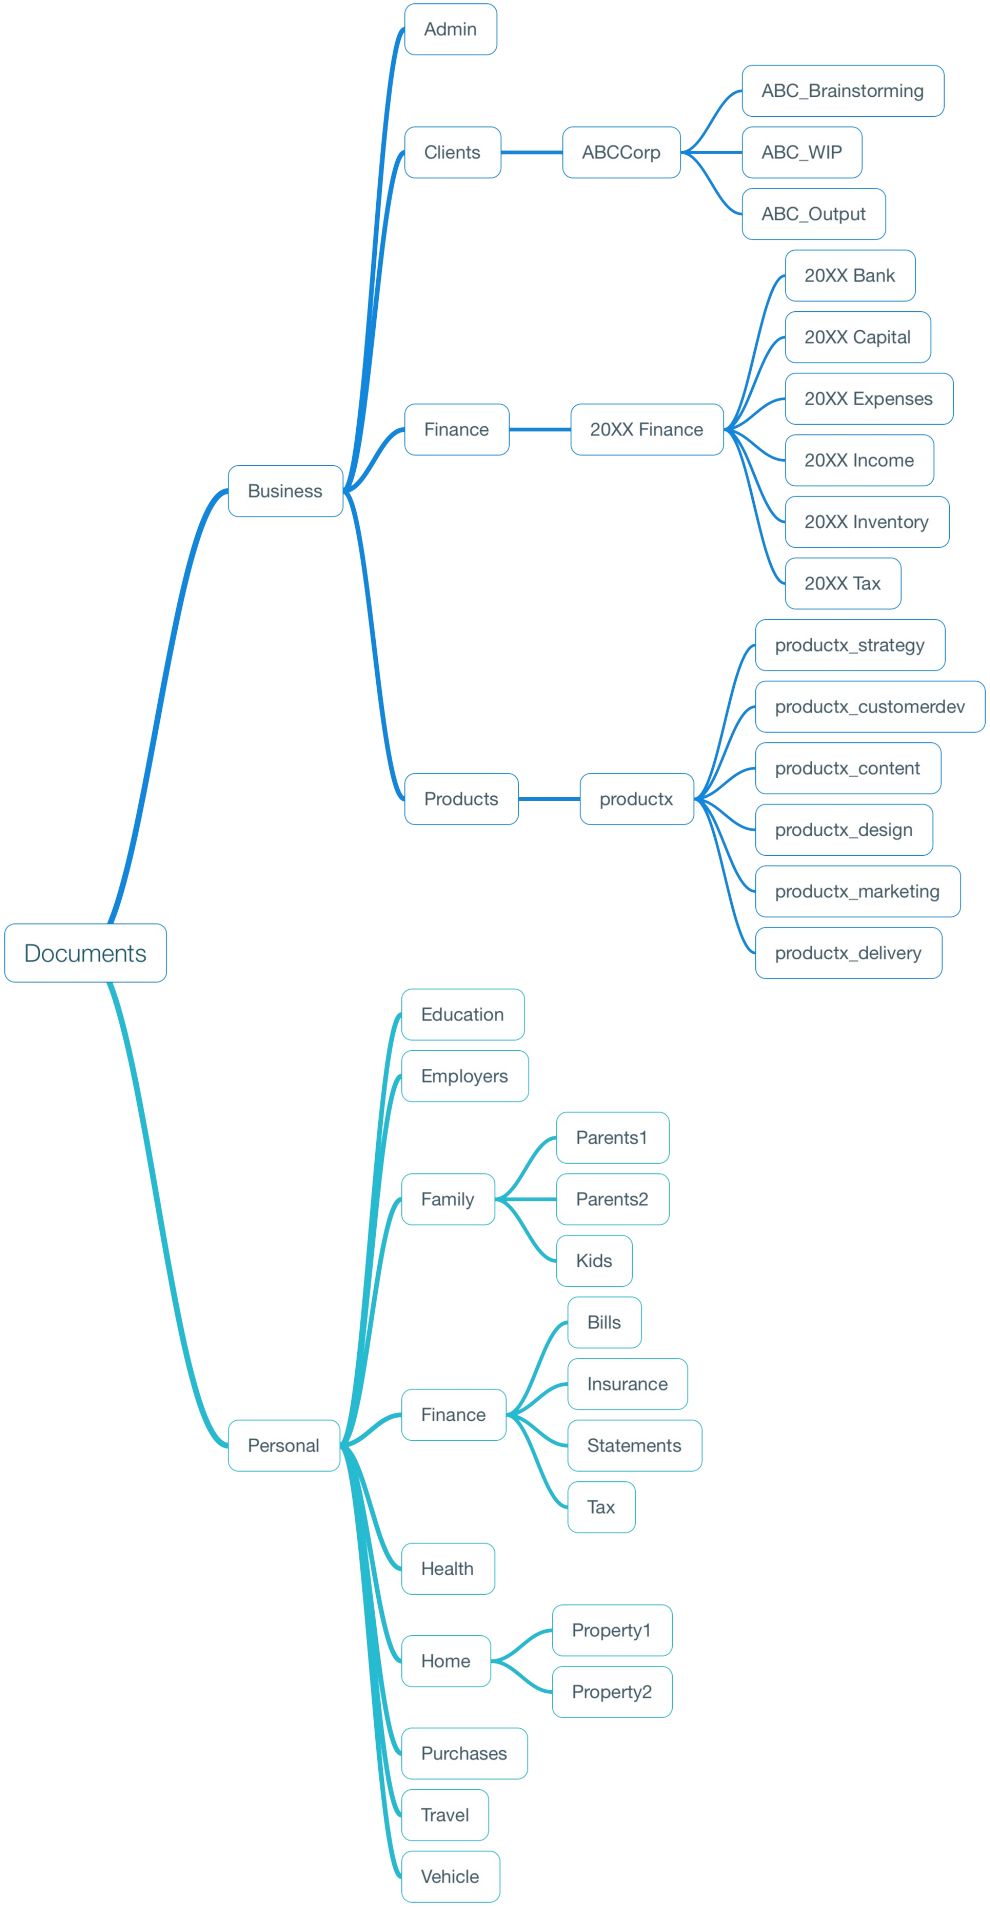 Admin
ABC_Brainstorming
Clients
ABCCorp
ABC_WIP
ABC_Output
20XX Bank
20XX Capital
20XX Expenses
Finance
20XX Finance
20XX Income
Business
20XX Inventory
20XX Tax
productx_strategy
productx_customerdev
productx_content
Products
productx
productx_design
productx_marketing
Documents
productx_delivery
Education
Employers
Parents1
Family
Parents2
Kids
Bills
Insurance
Finance
Personal
Statements
Tax
Health
Property1
Home
Property2
Purchases
Travel
Vehicle